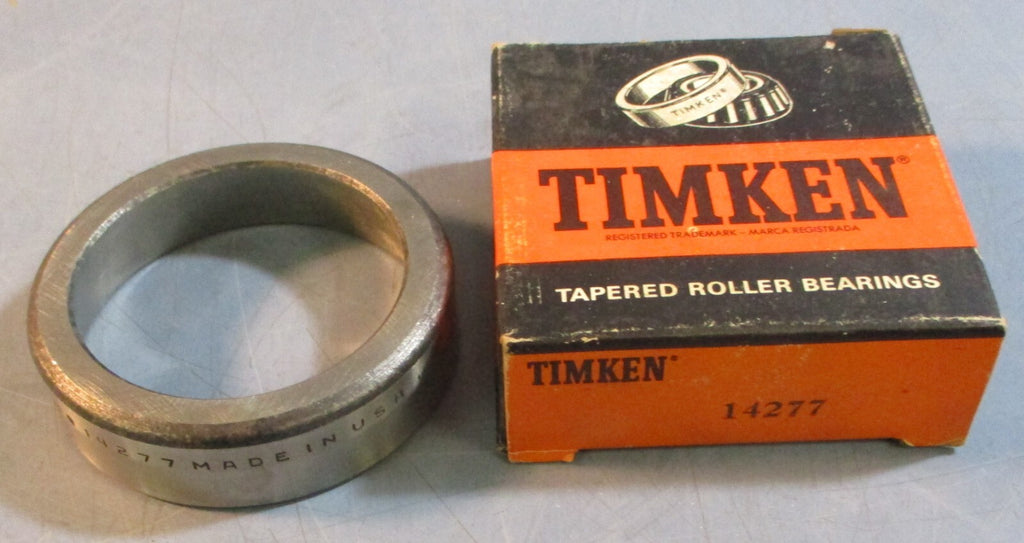 TIMKEN®
TIMKEN®
REGISTERED TRADEMARK – MARCA REGISTRADA
TAPERED ROLLER BEARINGS
TIMKEN®
14277
14277 MADE IN USA